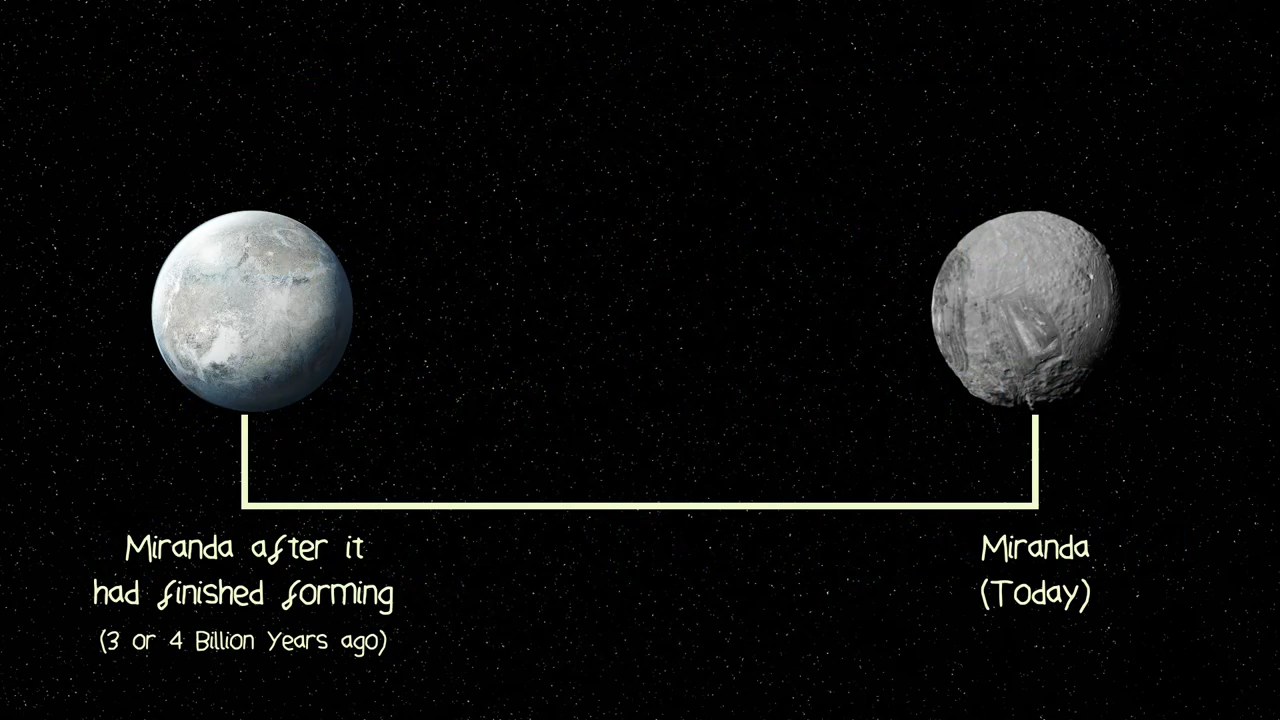 Miranda after it
had finished forming
(3 or 4 Billion Years ago)
Miranda
(Today)